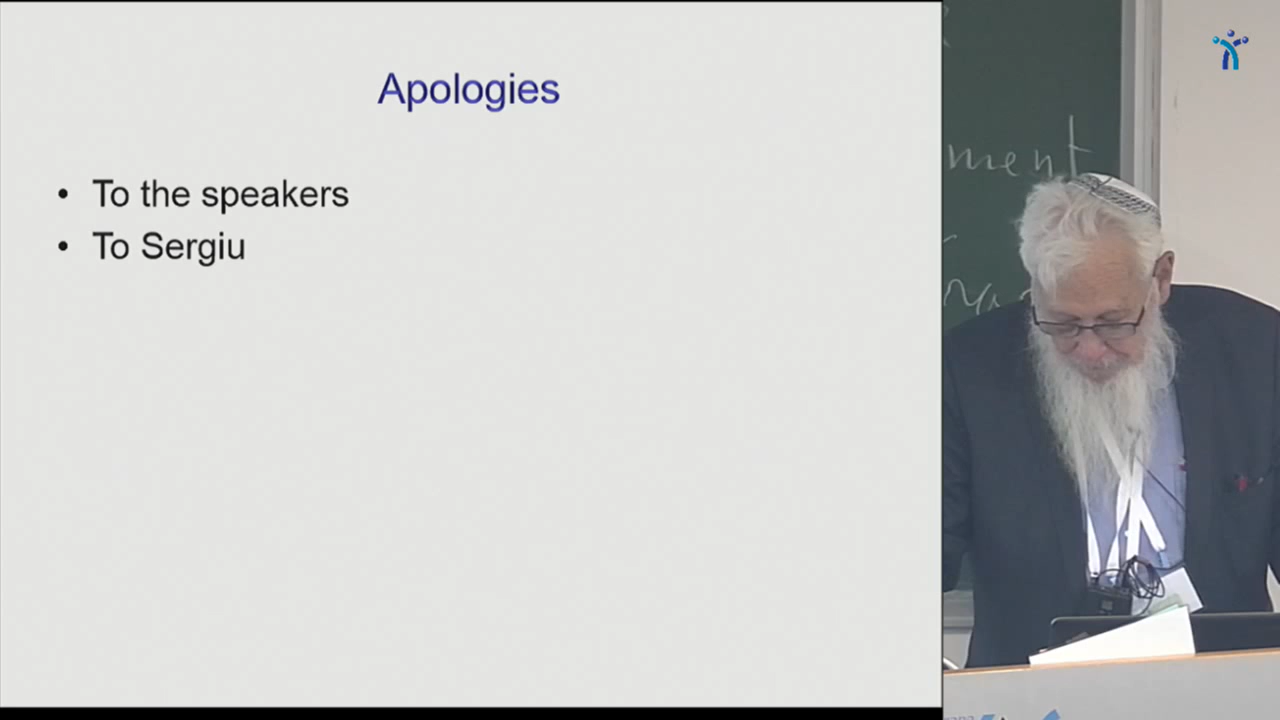 Apologies
• To the speakers
• To Sergiu
ment